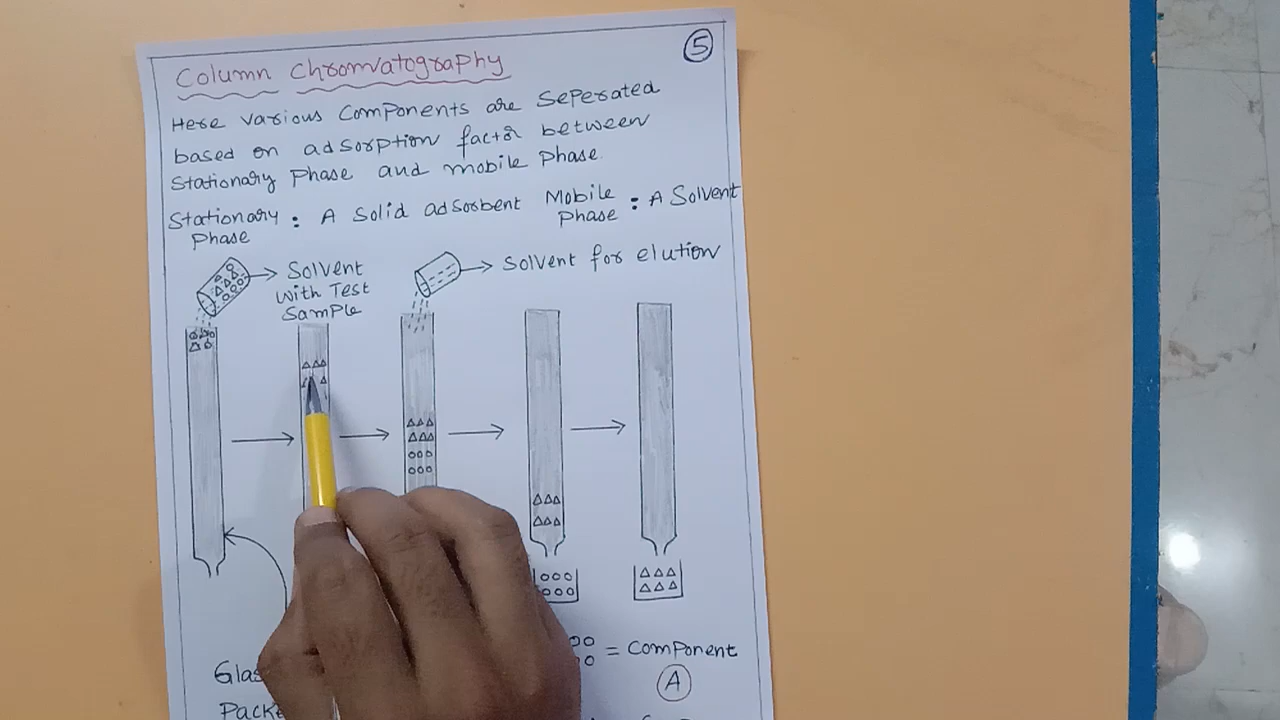 5
Column Chromatography
Here various components are Seperated
based on adsorption factor between
Stationary Phase and mobile Phase.
Stationary Phase : A Solid adsorbent
Mobile Phase : A Solvent
Solvent
with Test
Sample
Solvent for elution
= Component
A